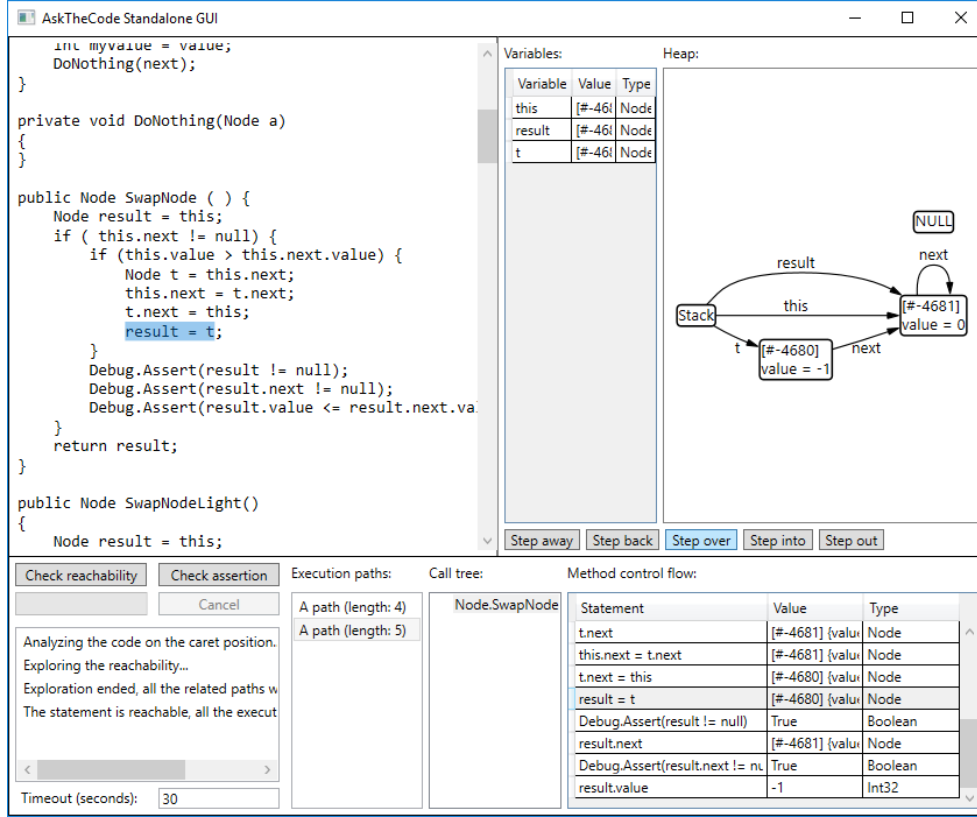 AskTheCode Standalone GUI
int myValue = value;
DoNothing(next);
}
private void DoNothing(Node a)
{
}
public Node SwapNode ( ) {
Node result = this;
if ( this.next != null) {
if (this.value > this.next.value) {
Node t = this.next;
this.next = t.next;
t.next = this;
result = t;
}
Debug.Assert(result != null);
Debug.Assert(result.next != null);
Debug.Assert(result.value <= result.next.va
}
return result;
}
public Node SwapNodeLight()
{
Node result = this;
Variables:
Variable Value Type
this [#-468 Node
result [#-468 Node
t [#-468 Node
Heap:
NULL
next
result
[#-4681]
value = 0
this
Stack
t
[#-4680]
value = -1
next
Step away Step back Step over Step into Step out
Check reachability Check assertion
Cancel
Analyzing the code on the caret position.
Exploring the reachability...
Exploration ended, all the related paths w
The statement is reachable, all the execut
Timeout (seconds): 30
Execution paths:
A path (length: 4)
A path (length: 5)
Call tree:
Node.SwapNode
Method control flow:
Statement Value Type
t.next [#-4681] {valu Node
this.next = t.next [#-4681] {valu Node
t.next = this [#-4680] {valu Node
result = t [#-4680] {valu Node
Debug.Assert(result != null) True Boolean
result.next [#-4681] {valu Node
Debug.Assert(result.next != nu True Boolean
result.value -1 Int32